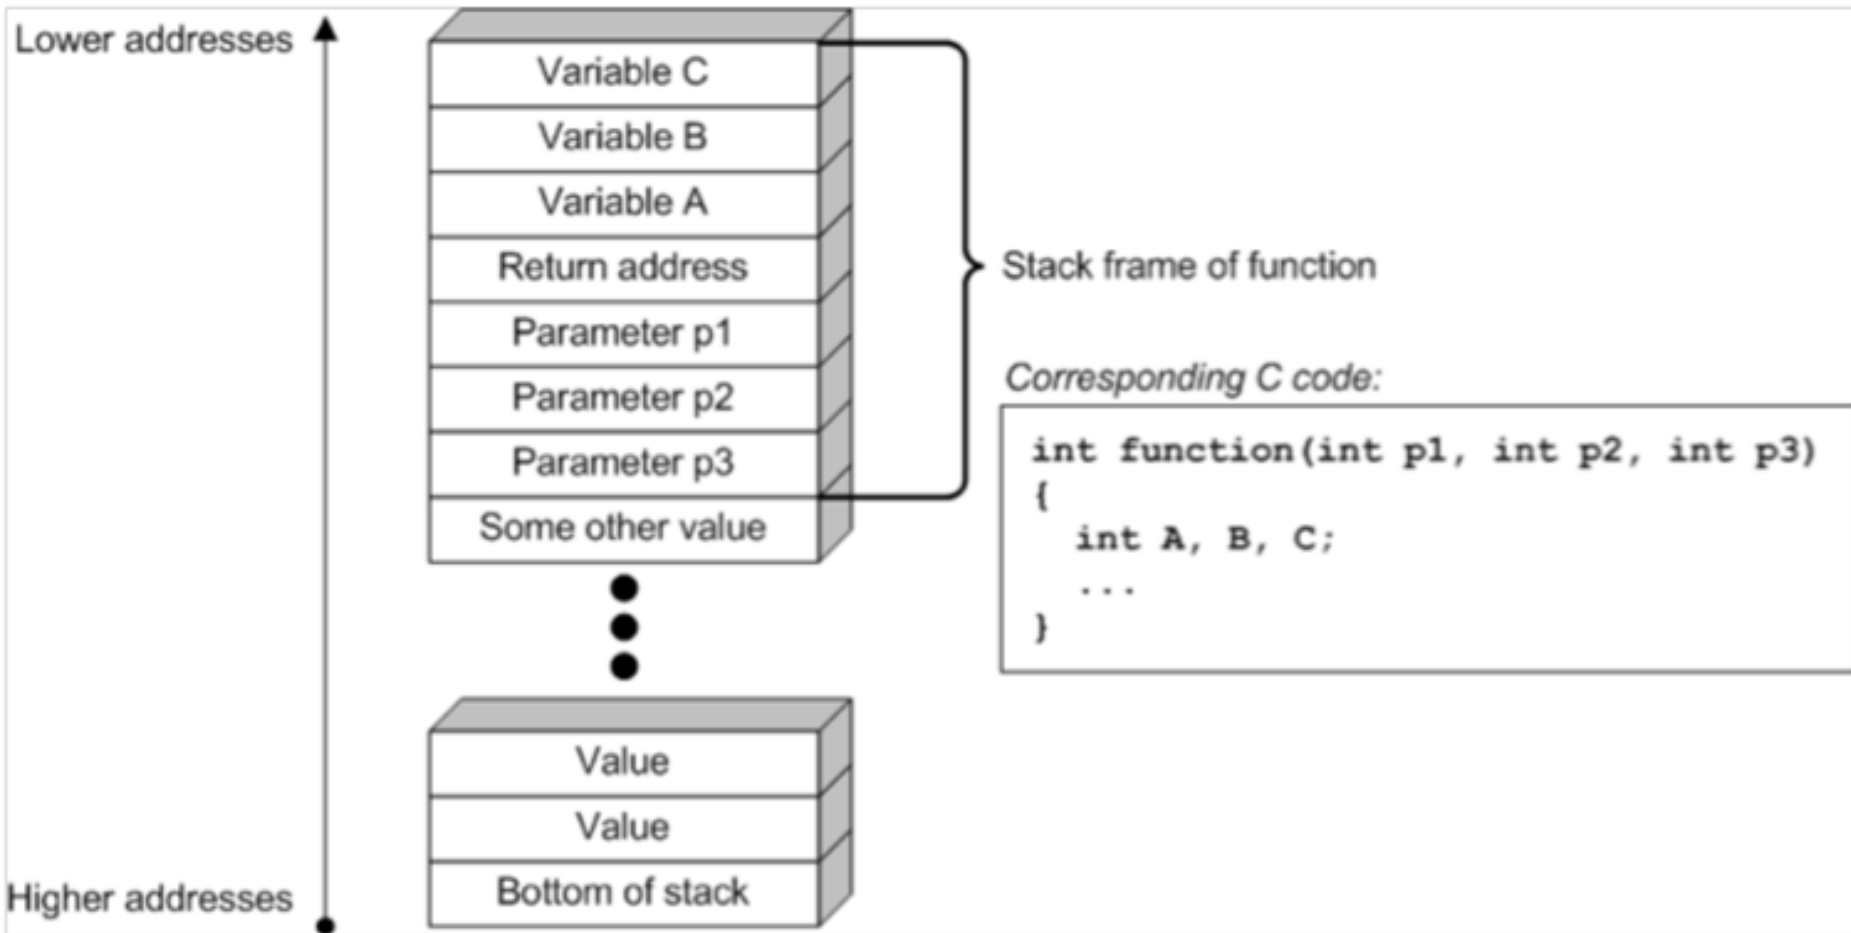 Lower addresses
Variable C
Variable B
Variable A
Return address
Parameter p1
Parameter p2
Parameter p3
Some other value
Stack frame of function
Corresponding C code:
int function(int p1, int p2, int p3)
{
int A, B, C;
...
}
Value
Value
Bottom of stack
Higher addresses